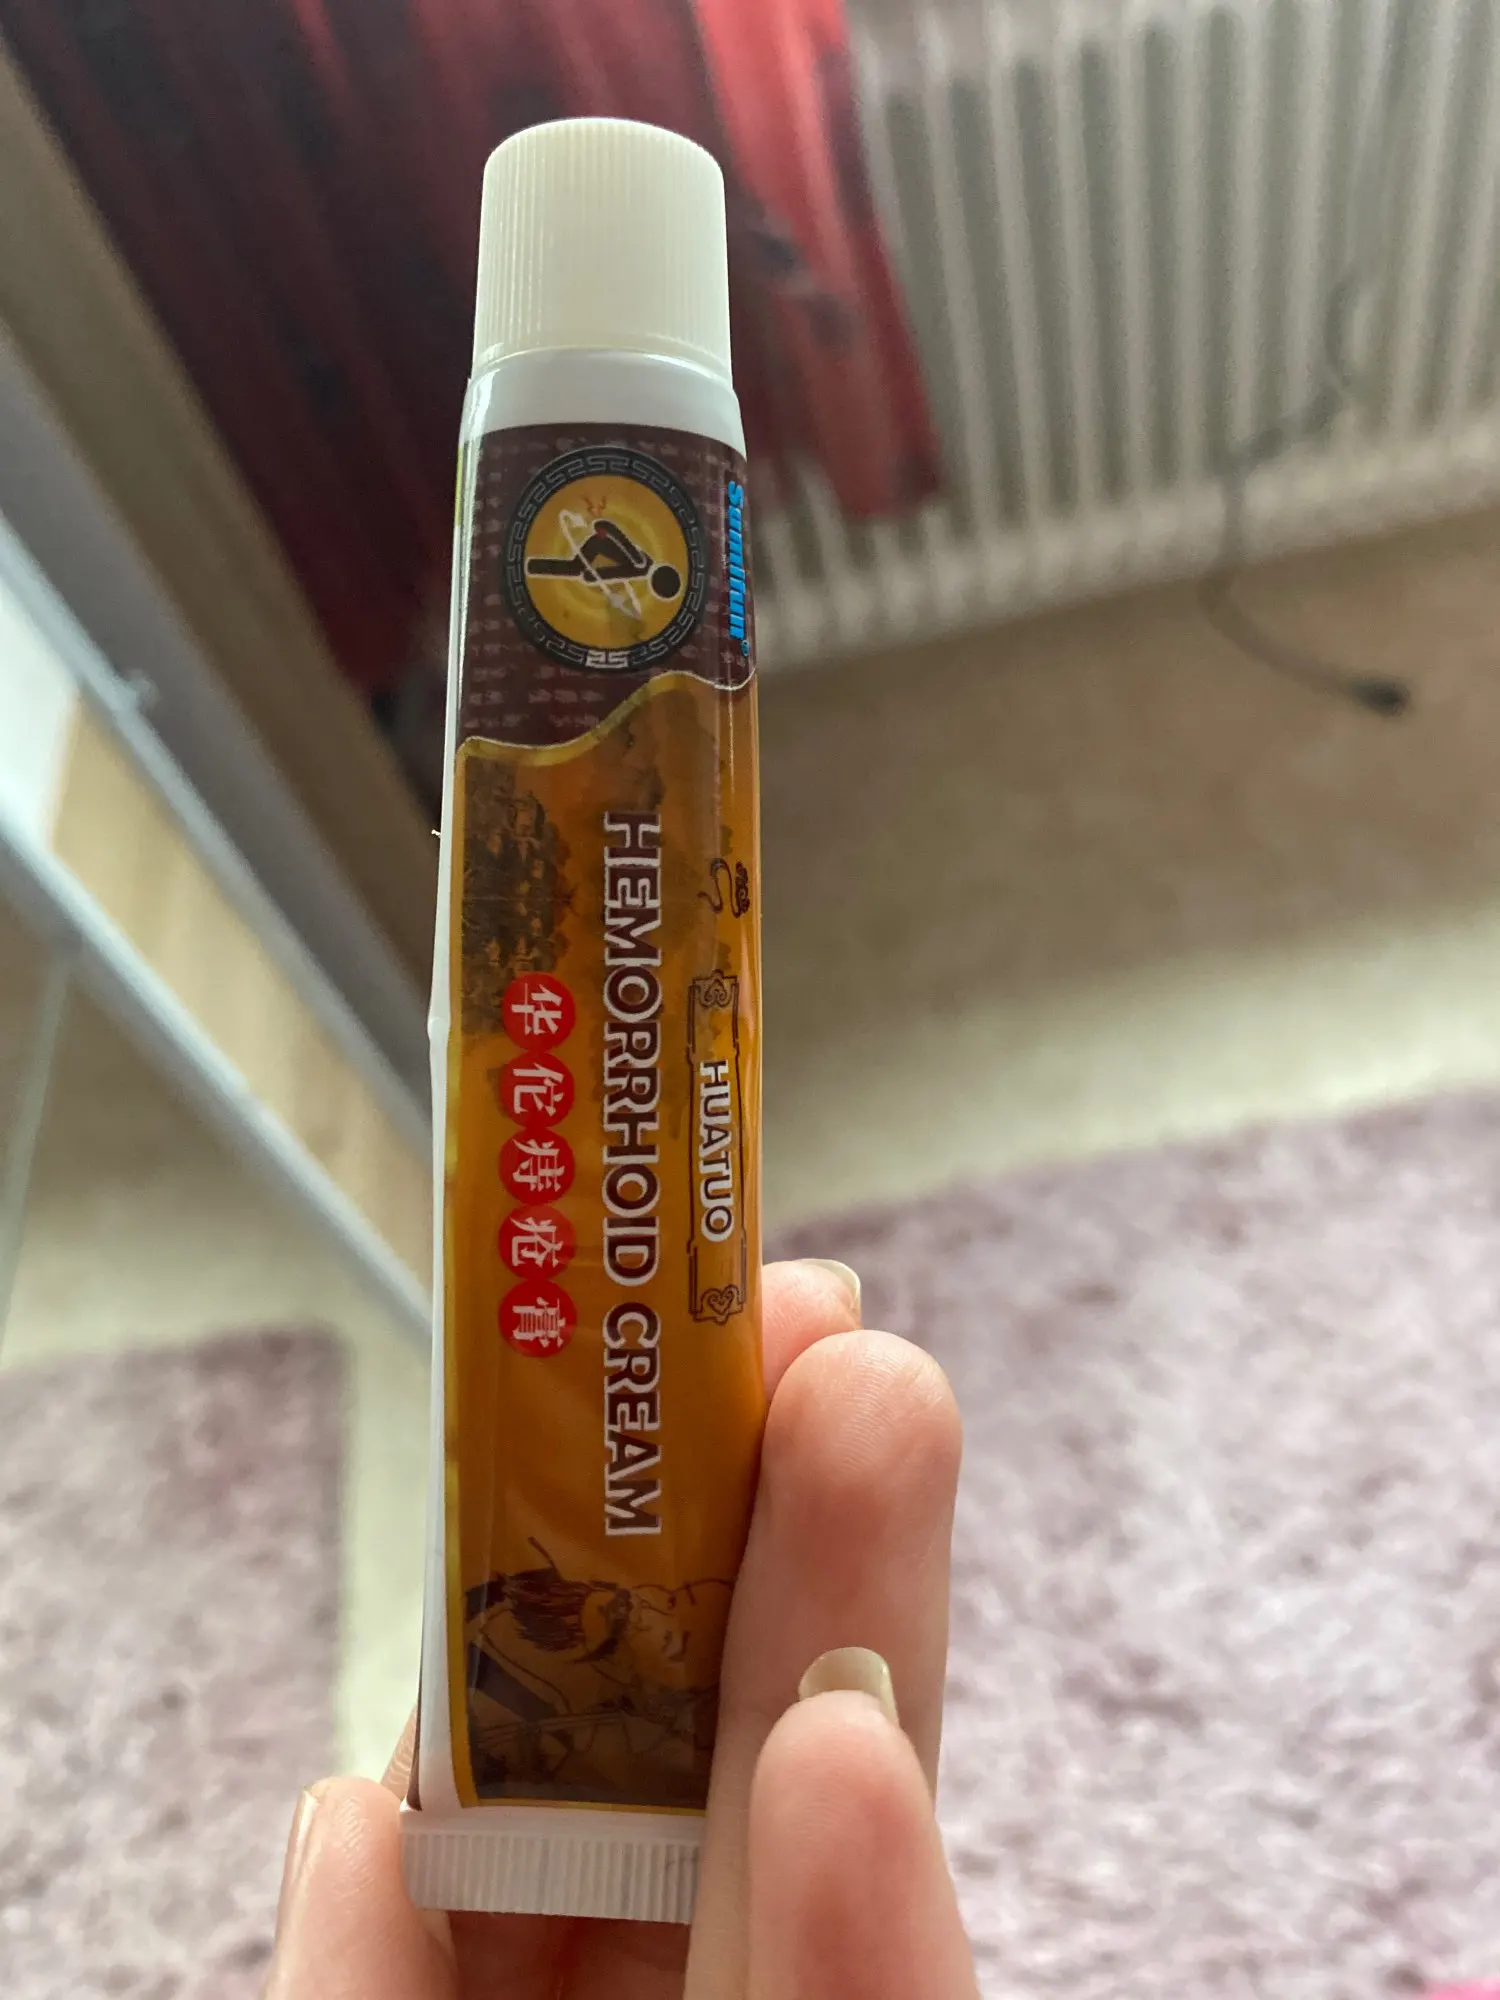 Sumifun®
HUATUO
HEMORRHOID CREAM
华佗痔疮膏